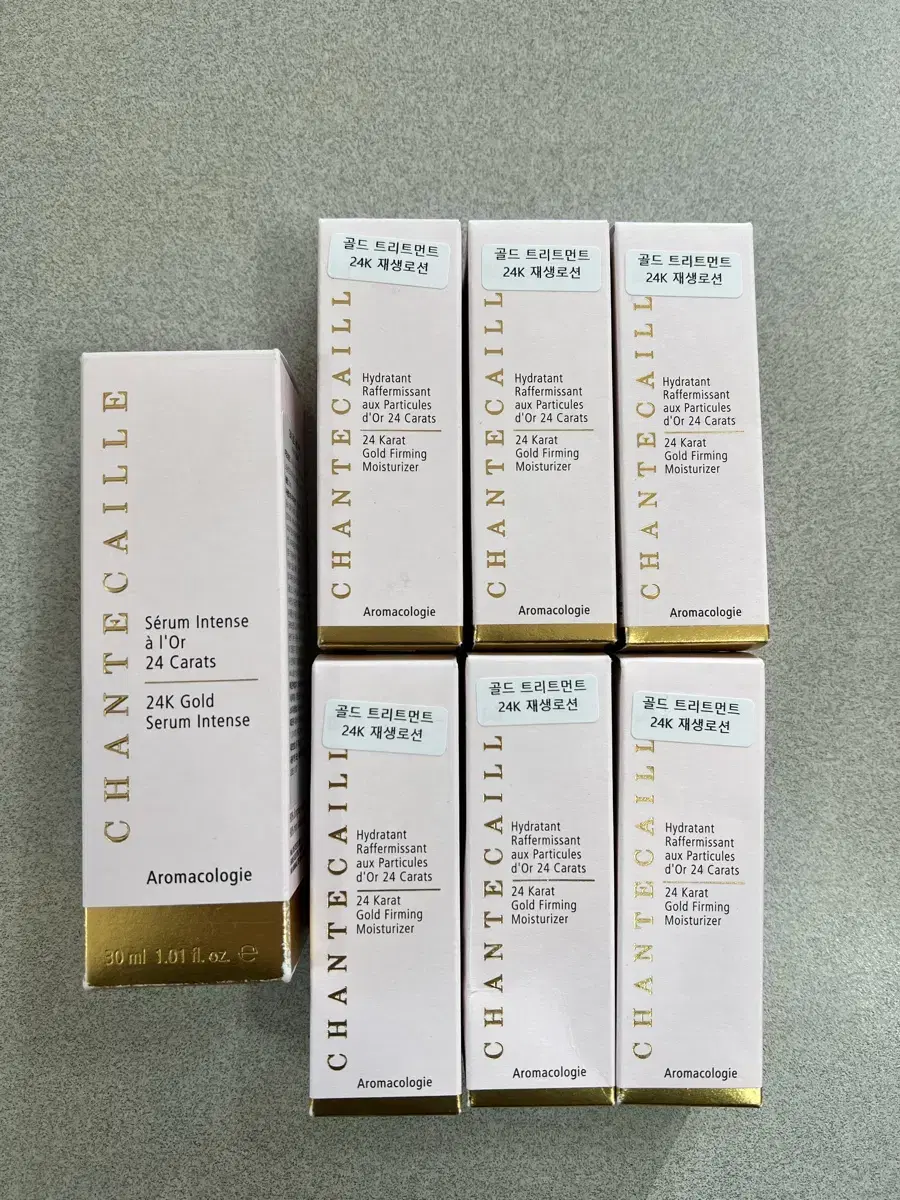 CHANTECAILLE
Sérum Intense
à l'Or
24 Carats
24K Gold
Serum Intense
Aromacologie
30 ml 1.01 fl. oz.
골드 트리트먼트
24K 재생로션
CHANTECAILL
Hydratant
Raffermissant
aux Particules
d'Or 24 Carats
24 Karat
Gold Firming
Moisturizer
Aromacologie
골드 트리트먼트
24K 재생로션
CHANTECAILL
Hydratant
Raffermissant
aux Particules
d'Or 24 Carats
24 Karat
Gold Firming
Moisturizer
Aromacologie
골드 트리트먼트
24K 재생로션
CHANTECAILL
Hydratant
Raffermissant
aux Particules
d'Or 24 Carats
24 Karat
Gold Firming
Moisturizer
Aromacologie
골드 트리트먼트
24K 재생로션
CHANTECAILL
Hydratant
Raffermissant
aux Particules
d'Or 24 Carats
24 Karat
Gold Firming
Moisturizer
Aromacologie
골드 트리트먼트
24K 재생로션
CHANTECAILL
Hydratant
Raffermissant
aux Particules
d'Or 24 Carats
24 Karat
Gold Firming
Moisturizer
Aromacologie
골드 트리트먼트
24K 재생로션
CHANTECAILL
Hydratant
Raffermissant
aux Particules
d'Or 24 Carats
24 Karat
Gold Firming
Moisturizer
Aromacologie